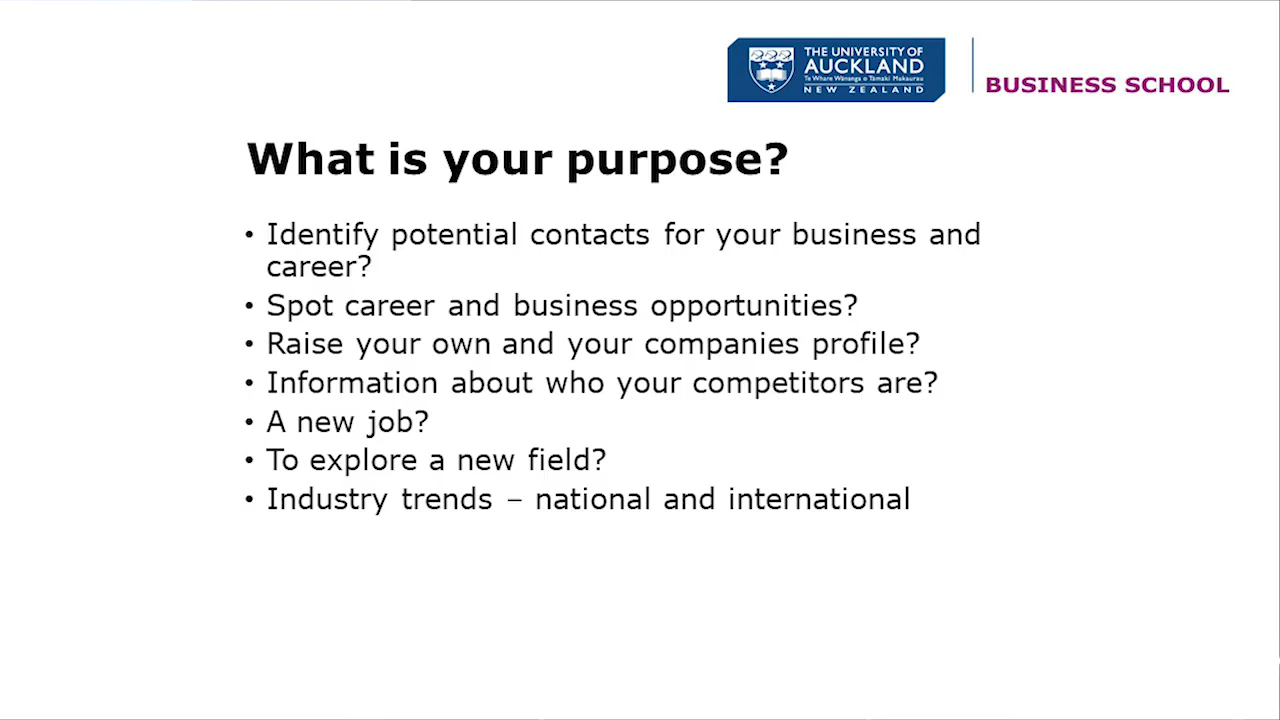 THE UNIVERSITY OF
AUCKLAND
Te Whare Wānanga o Tāmaki Makaurau
NEW ZEALAND
BUSINESS SCHOOL
What is your purpose?
• Identify potential contacts for your business and
career?
• Spot career and business opportunities?
• Raise your own and your companies profile?
• Information about who your competitors are?
• A new job?
• To explore a new field?
• Industry trends – national and international